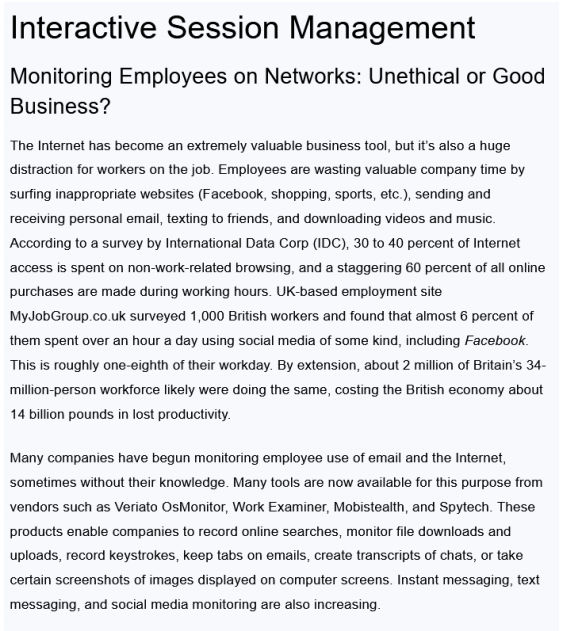 Interactive Session Management
Monitoring Employees on Networks: Unethical or Good
Business?
The Internet has become an extremely valuable business tool, but it’s also a huge
distraction for workers on the job. Employees are wasting valuable company time by
surfing inappropriate websites (Facebook, shopping, sports, etc.), sending and
receiving personal email, texting to friends, and downloading videos and music.
According to a survey by International Data Corp (IDC), 30 to 40 percent of Internet
access is spent on non-work-related browsing, and a staggering 60 percent of all online
purchases are made during working hours. UK-based employment site
MyJobGroup.co.uk surveyed 1,000 British workers and found that almost 6 percent of
them spent over an hour a day using social media of some kind, including Facebook.
This is roughly one-eighth of their workday. By extension, about 2 million of Britain’s 34-
million-person workforce likely were doing the same, costing the British economy about
14 billion pounds in lost productivity.
Many companies have begun monitoring employee use of email and the Internet,
sometimes without their knowledge. Many tools are now available for this purpose from
vendors such as Veriato OsMonitor, Work Examiner, Mobistealth, and Spytech. These
products enable companies to record online searches, monitor file downloads and
uploads, record keystrokes, keep tabs on emails, create transcripts of chats, or take
certain screenshots of images displayed on computer screens. Instant messaging, text
messaging, and social media monitoring are also increasing.